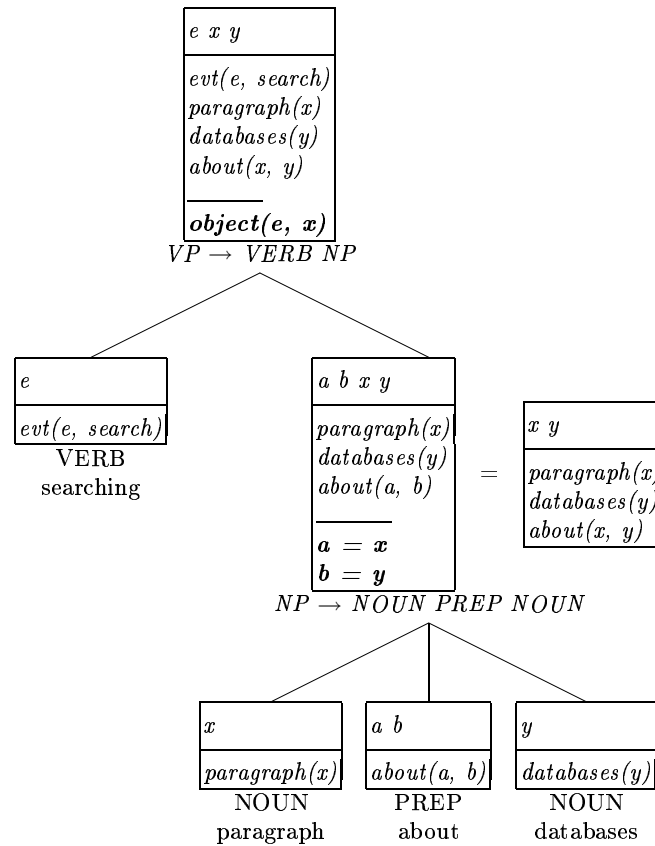 e x y
evt(e, search)
paragraph(x)
databases(y)
about(x, y)
object(e, x)
VP → VERB NP
e
evt(e, search)
VERB
searching
a b x y
paragraph(x)
databases(y)
about(a, b)
a = x
b = y
=
x y
paragraph(x)
databases(y)
about(x, y)
NP → NOUN PREP NOUN
x
paragraph(x)
NOUN
paragraph
a b
about(a, b)
PREP
about
y
databases(y)
NOUN
databases